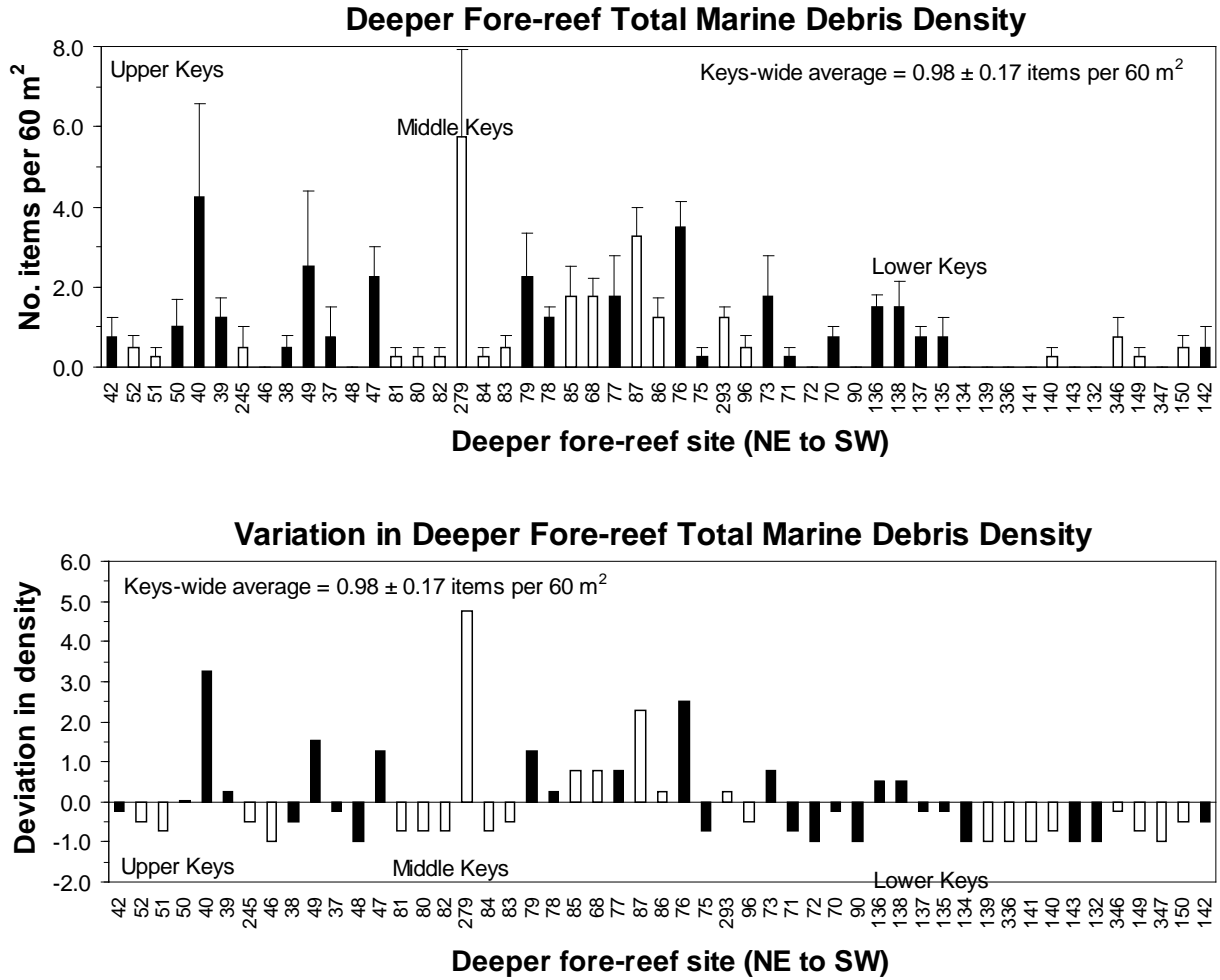 Deeper Fore-reef Total Marine Debris Density
No. items per 60 m²
8.0
6.0
4.0
2.0
0.0
Upper Keys
Keys-wide average = 0.98 ± 0.17 items per 60 m²
Middle Keys
Lower Keys
42 52 51 50 40 39 245 46 38 49 37 48 47 81 80 82 279 84 83 79 78 85 68 77 87 86 76 75 293 96 73 71 72 70 90 136 138 137 135 134 139 336 141 140 143 132 346 149 347 150 142
Deeper fore-reef site (NE to SW)
Variation in Deeper Fore-reef Total Marine Debris Density
Deviation in density
6.0
5.0
4.0
3.0
2.0
1.0
0.0
-1.0
-2.0
Keys-wide average = 0.98 ± 0.17 items per 60 m²
Upper Keys
Middle Keys
Lower Keys
42 52 51 50 40 39 245 46 38 49 37 48 47 81 80 82 279 84 83 79 78 85 68 77 87 86 76 75 293 96 73 71 72 70 90 136 138 137 135 134 139 336 141 140 143 132 346 149 347 150 142
Deeper fore-reef site (NE to SW)